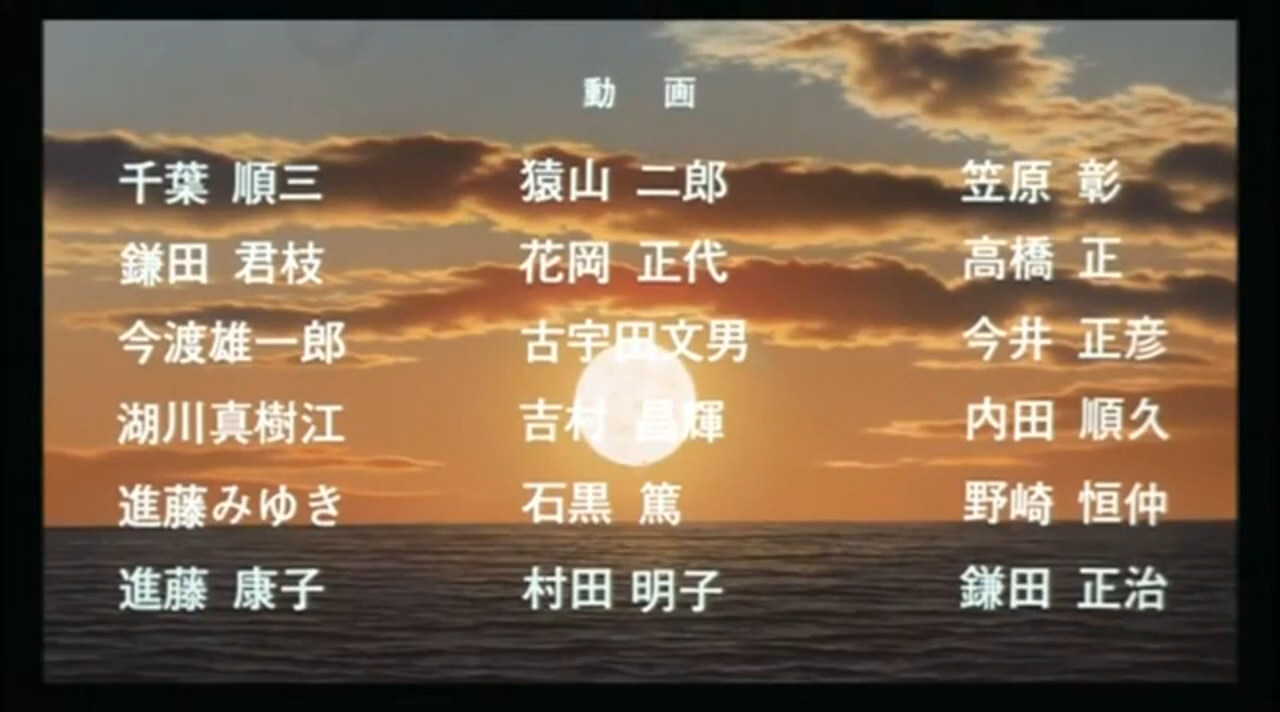 動 画
千葉 順三 猿山 二郎 笠原 彰
鎌田 君枝 花岡 正代 高橋 正
今渡雄一郎 古宇田文男 今井 正彦
湖川真樹江 吉村 昌輝 内田 順久
進藤みゆき 石黒 篤 野崎 恒仲
進藤 康子 村田 明子 鎌田 正治